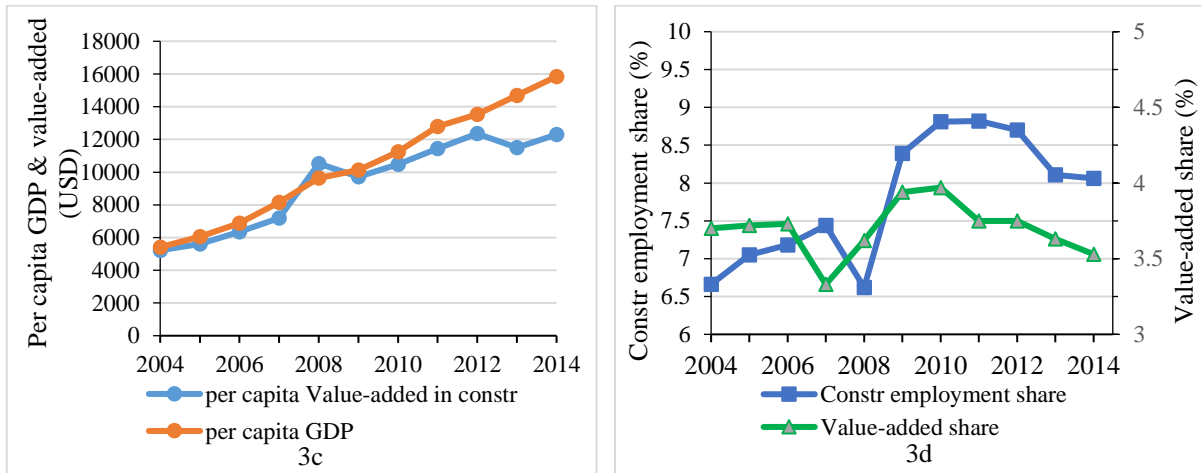 Per capita GDP & value-added
(USD)
18000
16000
14000
12000
10000
8000
6000
4000
2000
0
2004 2006 2008 2010 2012 2014
per capita Value-added in constr
per capita GDP
3c
Constr employment share (%)
10
9.5
9
8.5
8
7.5
7
6.5
6
5
4.5
4
3.5
3
Value-added share (%)
2004 2006 2008 2010 2012 2014
Constr employment share
Value-added share
3d